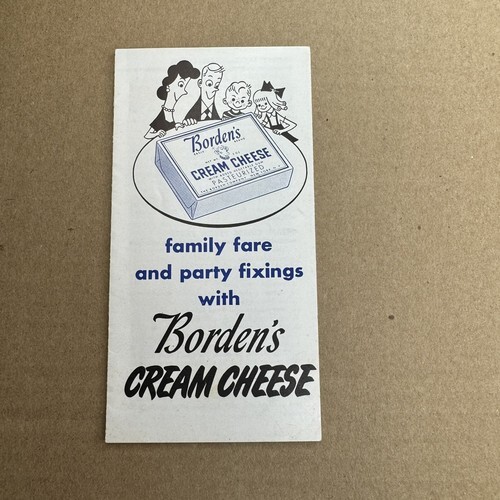 Borden's
CREAM CHEESE
PASTEURIZED
family fare
and party fixings
with
Borden's
CREAM CHEESE